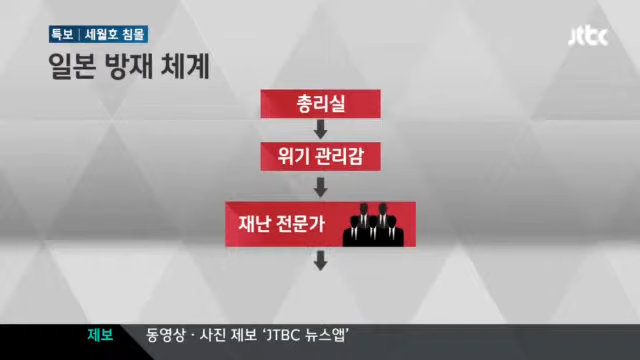 특보 | 세월호 침몰
jtbc
일본 방재 체계
총리실
위기 관리감
재난 전문가
제보 동영상·사진 제보 ‘JTBC 뉴스앱’